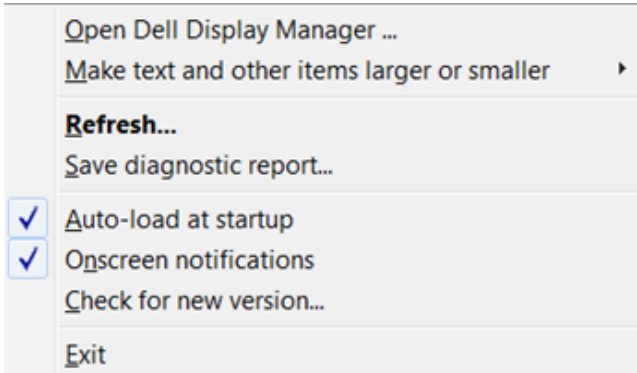 Open Dell Display Manager ...
Make text and other items larger or smaller
Refresh...
Save diagnostic report...
Auto-load at startup
Onscreen notifications
Check for new version...
Exit